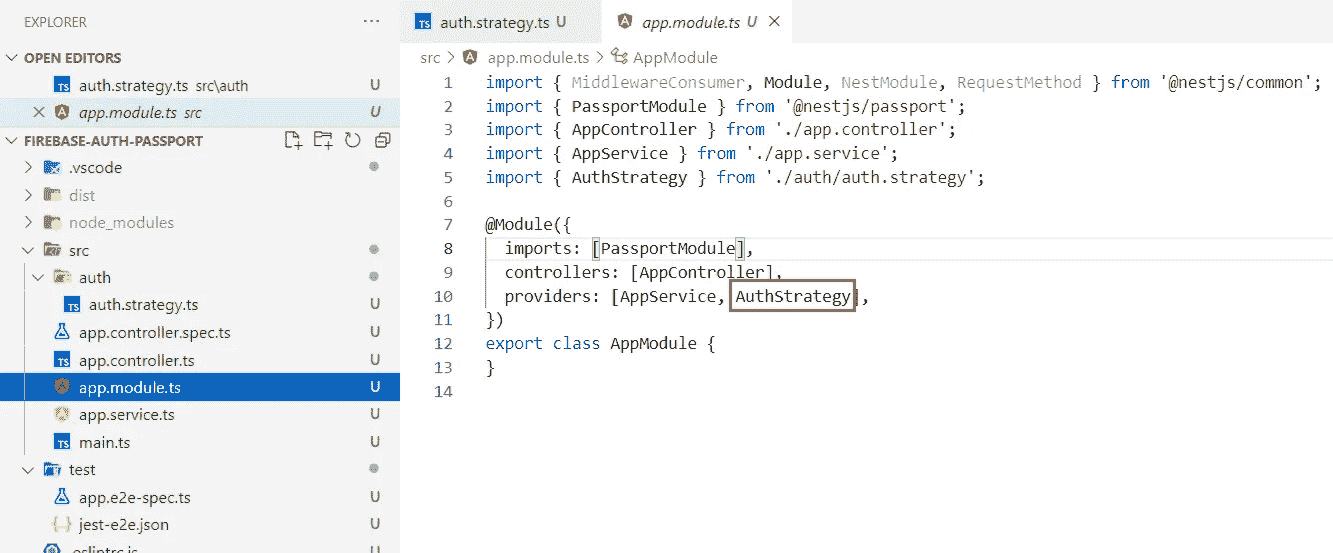 EXPLORER
OPEN EDITORS
auth.strategy.ts src\auth U
app.module.ts src U
FIREBASE-AUTH-PASSPORT
.vscode
dist
node_modules
src
auth
TS auth.strategy.ts U
app.controller.spec.ts U
TS app.controller.ts U
app.module.ts U
app.service.ts U
TS main.ts U
test
app.e2e-spec.ts U
jest-e2e.json U
.eslintrc.js U
TS auth.strategy.ts U
app.module.ts U
src > app.module.ts > AppModule
1 import { MiddlewareConsumer, Module, NestModule, RequestMethod } from '@nestjs/common';
2 import { PassportModule } from '@nestjs/passport';
3 import { AppController } from './app.controller';
4 import { AppService } from './app.service';
5 import { AuthStrategy } from './auth/auth.strategy';
6
7 @Module({
8 imports: [PassportModule],
9 controllers: [AppController],
10 providers: [AppService, AuthStrategy],
11 })
12 export class AppModule {
13 }
14